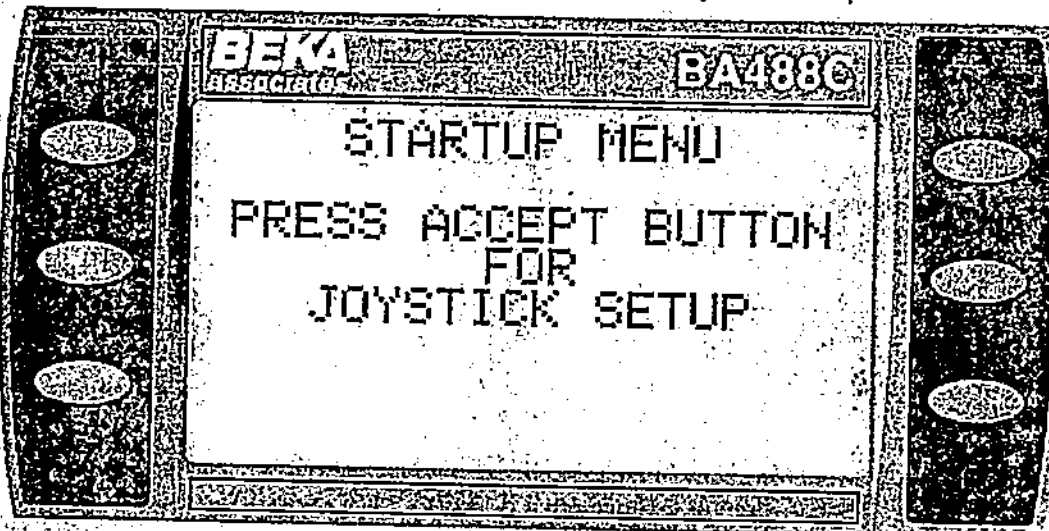 BEKA
associates
BA488C
STARTUP MENU
PRESS ACCEPT BUTTON
FOR
JOYSTICK SETUP